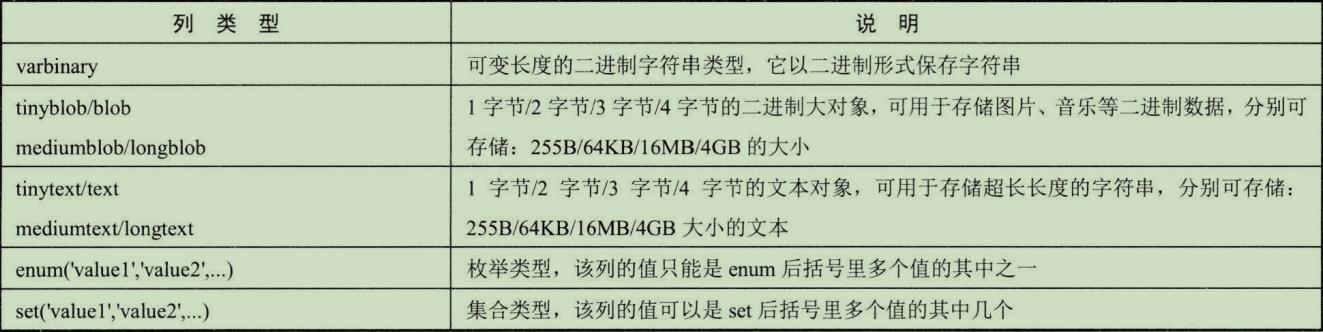 列 类 型 说 明
varbinary 可变长度的二进制字符串类型，它以二进制形式保存字符串
tinyblob/blob 1 字节/2 字节/3 字节/4 字节的二进制大对象，可用于存储图片、音乐等二进制数据，分别可
mediumblob/longblob 存储：255B/64KB/16MB/4GB 的大小
tinytext/text 1 字节/2 字节/3 字节/4 字节的文本对象，可用于存储超长长度的字符串，分别可存储：
mediumtext/longtext 255B/64KB/16MB/4GB 大小的文本
enum('value1','value2',...) 枚举类型，该列的值只能是 enum 后括号里多个值的其中之一
set('value1','value2',...) 集合类型，该列的值可以是 set 后括号里多个值的其中几个